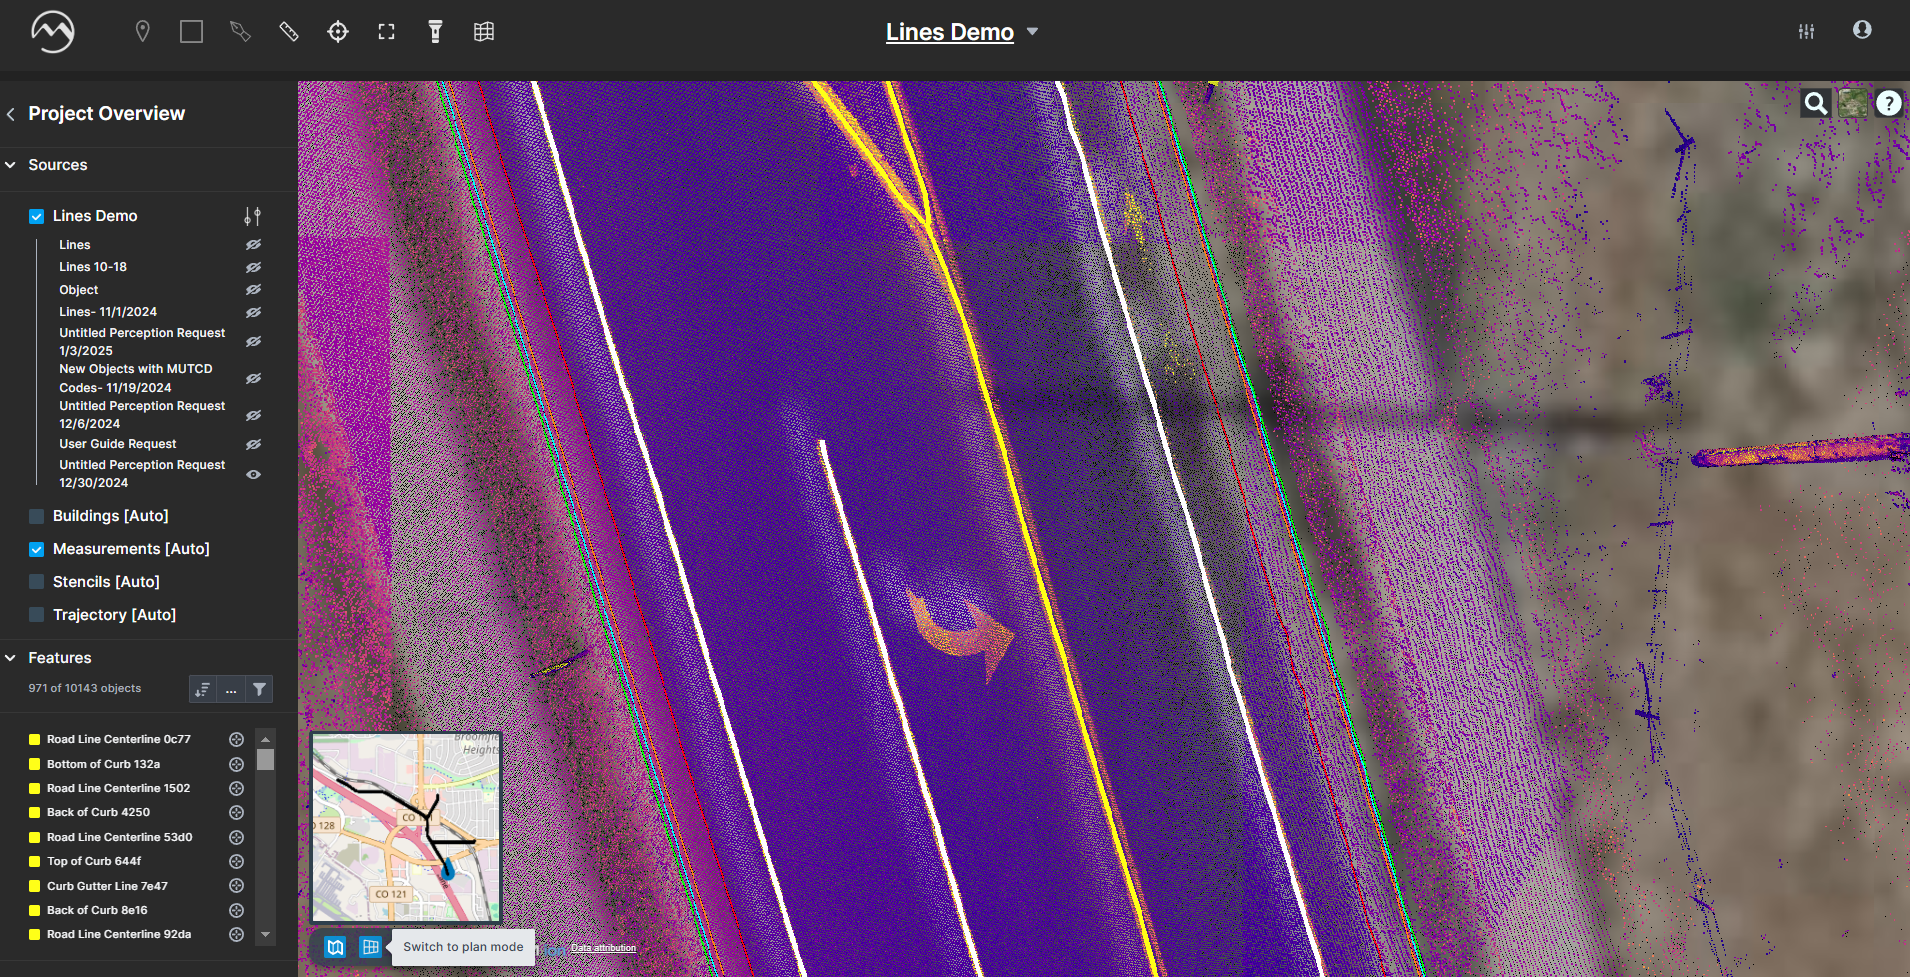 Lines Demo
Project Overview
Sources
Lines Demo
Lines
Lines 10-18
Object
Lines- 11/1/2024
Untitled Perception Request
1/3/2025
New Objects with MUTCD
Codes- 11/19/2024
Untitled Perception Request
12/6/2024
User Guide Request
Untitled Perception Request
12/30/2024
Buildings [Auto]
Measurements [Auto]
Stencils [Auto]
Trajectory [Auto]
Features
971 of 10143 objects
...
Road Line Centerline 0c77
Bottom of Curb 132a
Road Line Centerline 1502
Back of Curb 4250
Road Line Centerline 53d0
Top of Curb 644f
Curb Gutter Line 7e47
Back of Curb 8e16
Road Line Centerline 92da
?
Heights
128
CO
CO 121
Switch to plan mode
Data attribution